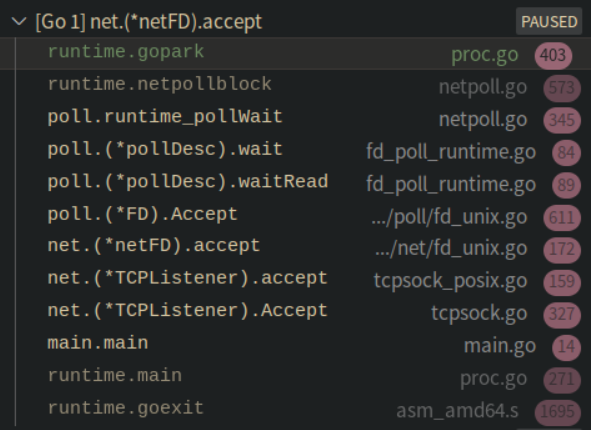 [Go 1] net.(*netFD).accept PAUSED
runtime.gopark proc.go 403
runtime.netpollblock netpoll.go 573
poll.runtime_pollWait netpoll.go 345
poll.(*pollDesc).wait fd_poll_runtime.go 84
poll.(*pollDesc).waitRead fd_poll_runtime.go 89
poll.(*FD).Accept .../poll/fd_unix.go 611
net.(*netFD).accept .../net/fd_unix.go 172
net.(*TCPListener).accept tcpsock_posix.go 159
net.(*TCPListener).Accept tcpsock.go 327
main.main main.go 14
runtime.main proc.go 271
runtime.goexit asm_amd64.s 1695